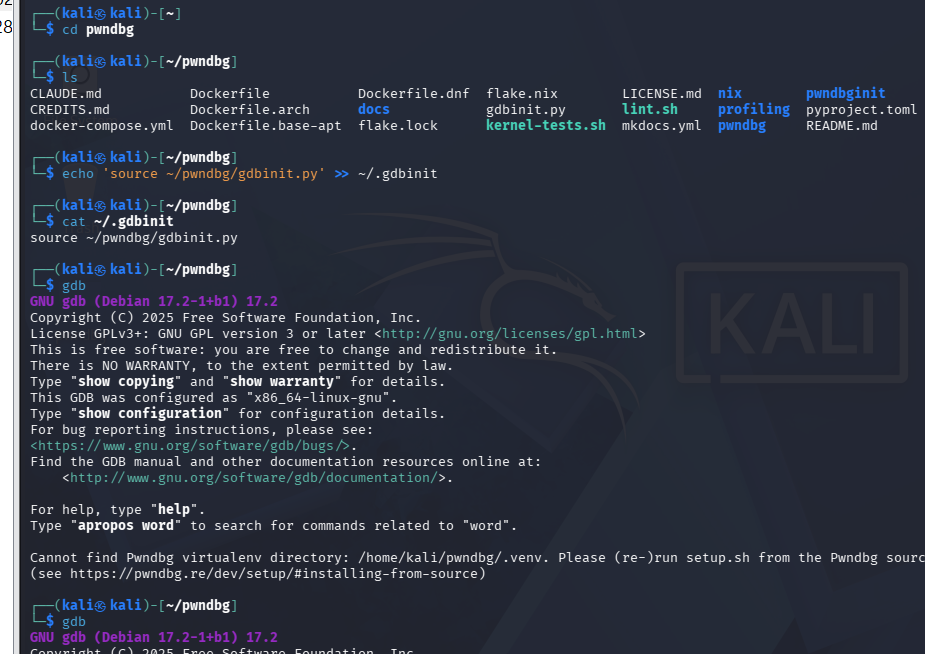 28
┌──(kali㉿kali)-[~]
└─$ cd pwndbg
┌──(kali㉿kali)-[~/pwndbg]
└─$ ls
CLAUDE.md Dockerfile Dockerfile.dnf flake.nix LICENSE.md nix pwndbginit
CREDITS.md Dockerfile.arch docs gdbinit.py lint.sh profiling pyproject.toml
docker-compose.yml Dockerfile.base-apt flake.lock kernel-tests.sh mkdocs.yml pwndbg README.md
┌──(kali㉿kali)-[~/pwndbg]
└─$ echo 'source ~/pwndbg/gdbinit.py' >> ~/.gdbinit
┌──(kali㉿kali)-[~/pwndbg]
└─$ cat ~/.gdbinit
source ~/pwndbg/gdbinit.py
┌──(kali㉿kali)-[~/pwndbg]
└─$ gdb
GNU gdb (Debian 17.2-1+b1) 17.2
Copyright (C) 2025 Free Software Foundation, Inc.
License GPLv3+: GNU GPL version 3 or later <http://gnu.org/licenses/gpl.html>
This is free software: you are free to change and redistribute it.
There is NO WARRANTY, to the extent permitted by law.
Type "show copying" and "show warranty" for details.
This GDB was configured as "x86_64-linux-gnu".
Type "show configuration" for configuration details.
For bug reporting instructions, please see:
<https://www.gnu.org/software/gdb/bugs/>.
Find the GDB manual and other documentation resources online at:
<http://www.gnu.org/software/gdb/documentation/>.
For help, type "help".
Type "apropos word" to search for commands related to "word".
Cannot find Pwndbg virtualenv directory: /home/kali/pwndbg/.venv. Please (re-)run setup.sh from the Pwndbg sourc
(see https://pwndbg.re/dev/setup/#installing-from-source)
┌──(kali㉿kali)-[~/pwndbg]
└─$ gdb
GNU gdb (Debian 17.2-1+b1) 17.2
Copyright (C) 2025 Free Software Foundation, Inc.
KALI